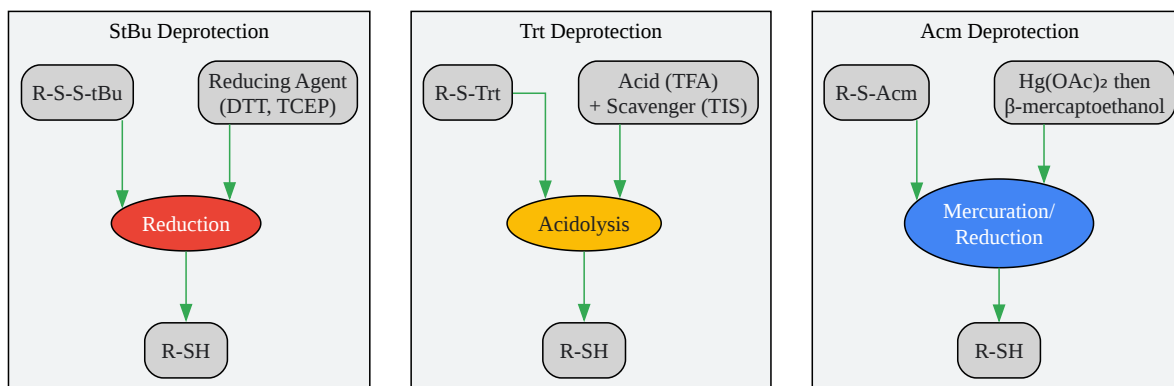 StBu Deprotection
R-S-S-tBu
Reducing Agent
(DTT, TCEP)
Reduction
R-SH
Trt Deprotection
R-S-Trt
Acid (TFA)
+ Scavenger (TIS)
Acidolysis
R-SH
Acm Deprotection
R-S-Acm
Hg(OAc)₂ then
β-mercaptoethanol
Mercuration/
Reduction
R-SH